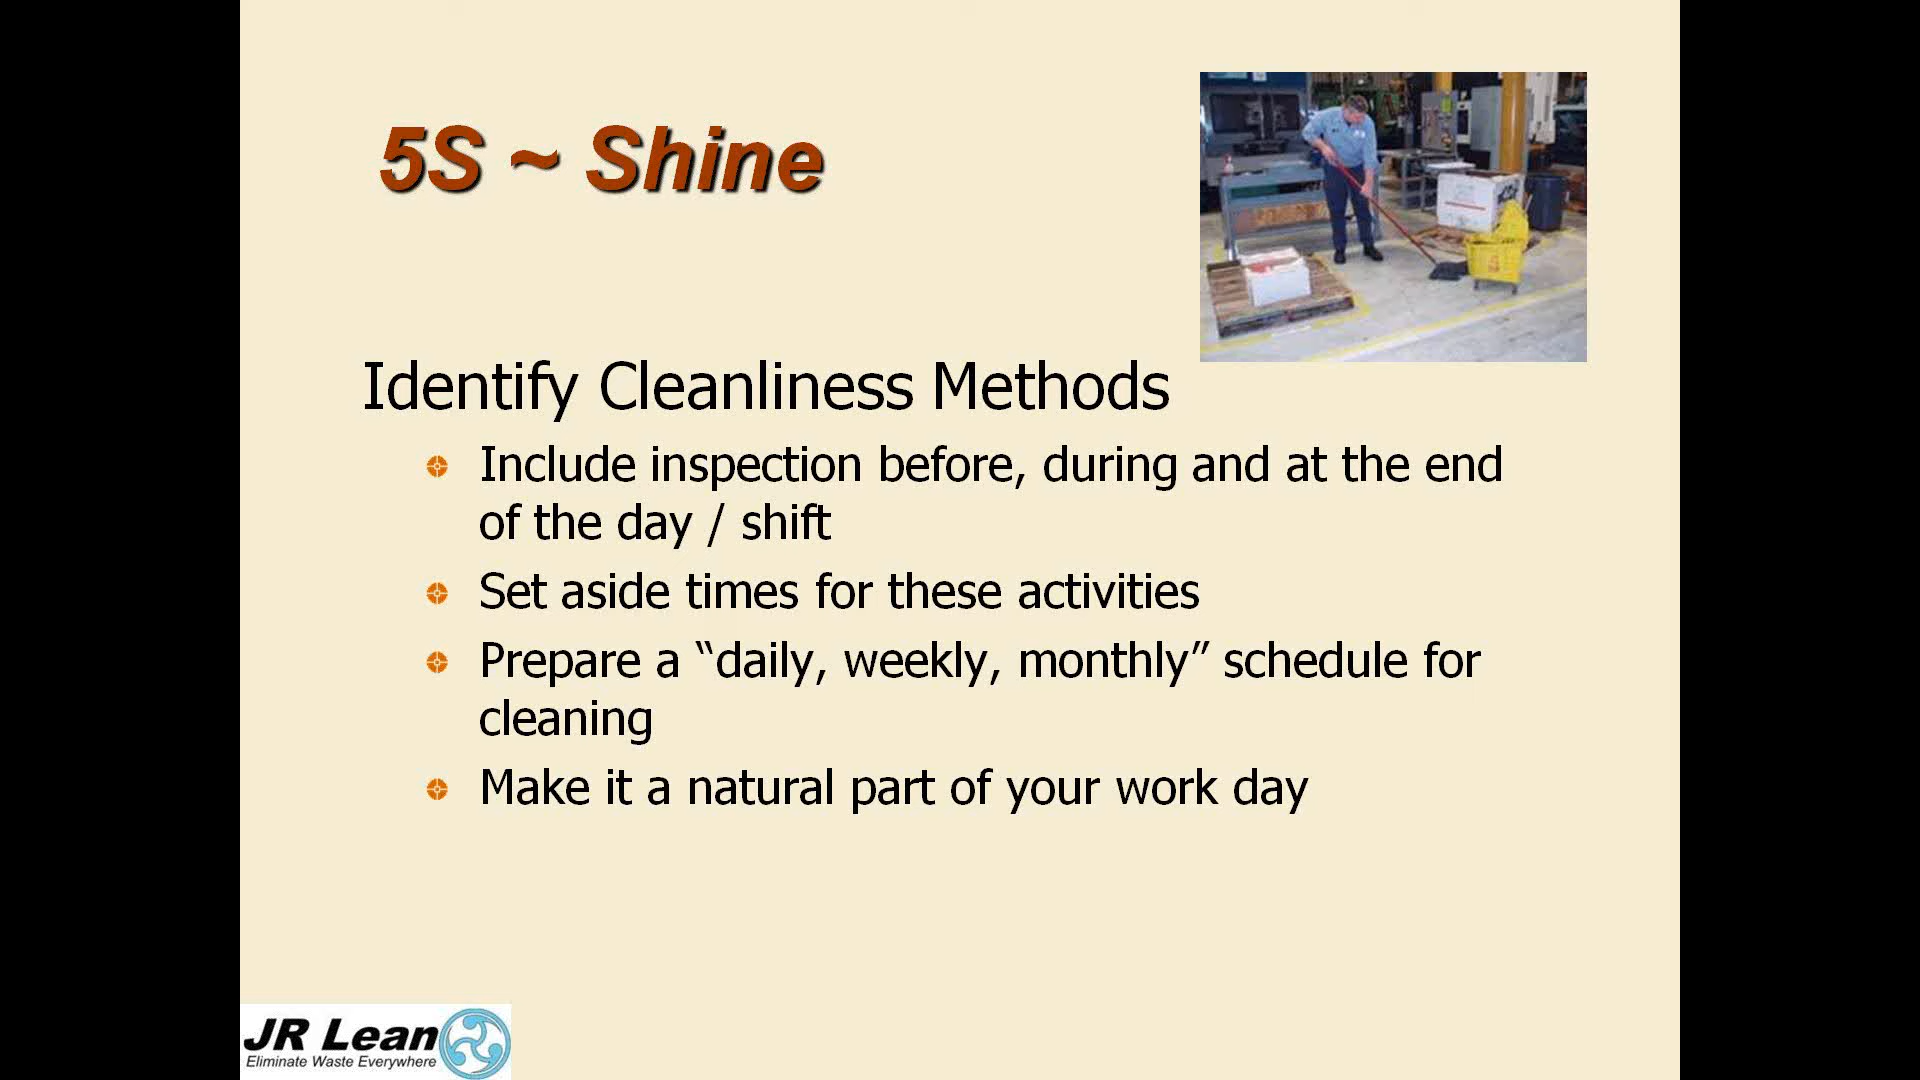 5S ~ Shine
Identify Cleanliness Methods
Include inspection before, during and at the end
of the day / shift
Set aside times for these activities
Prepare a “daily, weekly, monthly” schedule for
cleaning
Make it a natural part of your work day
JR Lean
Eliminate Waste Everywhere